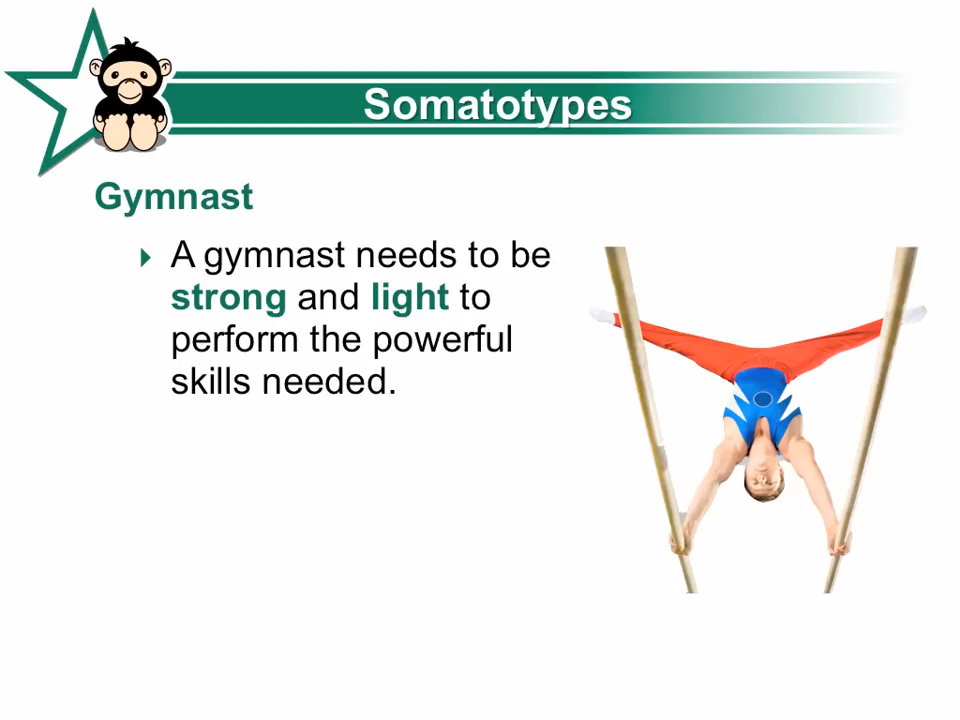 Somatotypes
Gymnast
A gymnast needs to be
strong and light to
perform the powerful
skills needed.